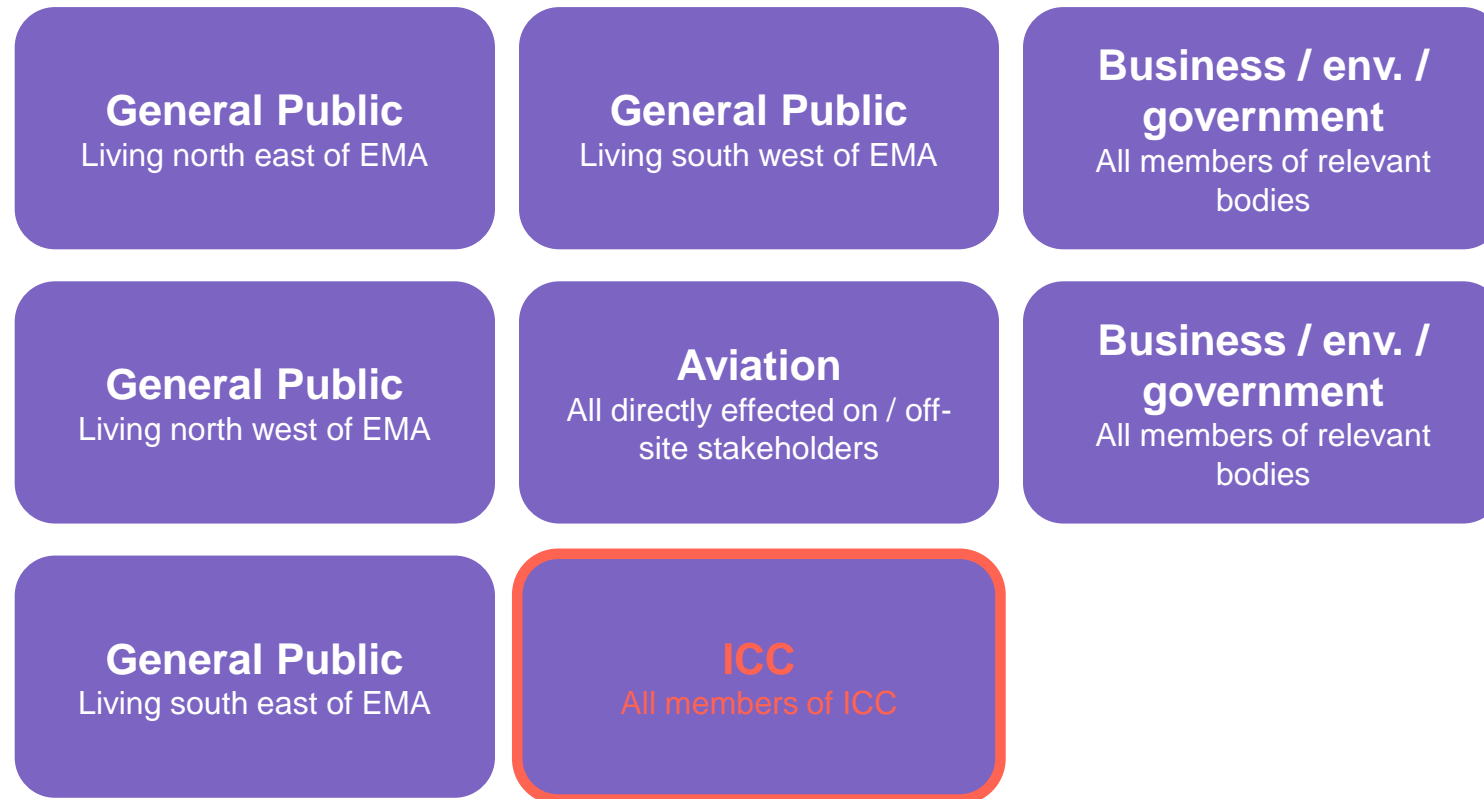 General Public
Living north east of EMA
General Public
Living south west of EMA
Business / env. /
government
All members of relevant
bodies
General Public
Living north west of EMA
Aviation
All directly effected on / off-
site stakeholders
Business / env. /
government
All members of relevant
bodies
General Public
Living south east of EMA
ICC
All members of ICC